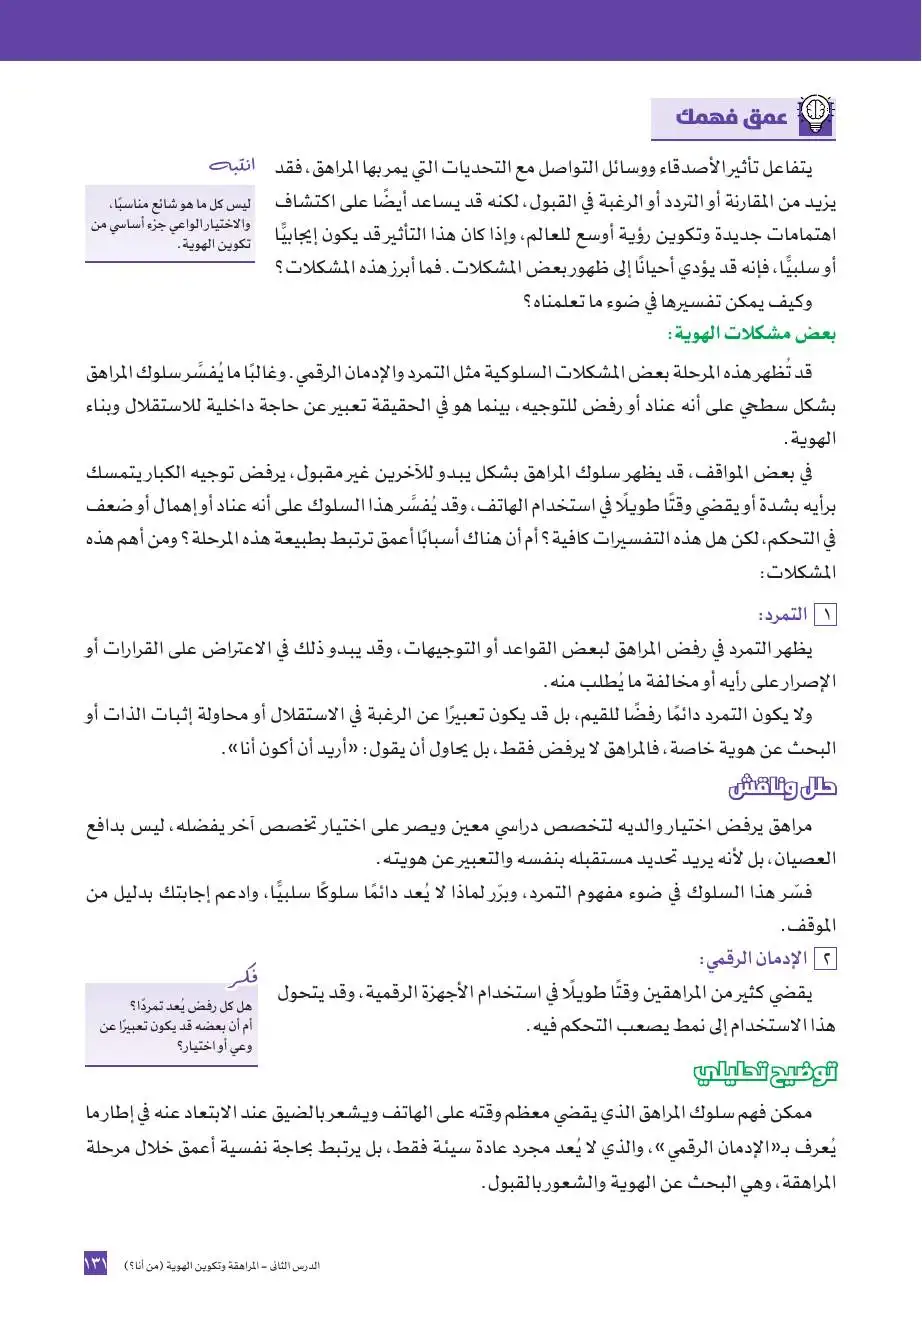 عمق فهمك
يتفاعل تأثير الأصدقاء ووسائل التواصل مع التحديات التي يمر بها المراهق، فقد
يزيد من المقارنة أو التردد أو الرغبة في القبول، لكنه قد يساعد أيضًا على اكتشاف
اهتمامات جديدة وتكوين رؤية أوسع للعالم، وإذا كان هذا التأثير قد يكون إيجابيًّا
أو سلبيًّا، فإنه قد يؤدي أحيانًا إلى ظهور بعض المشكلات. فما أبرز هذه المشكلات؟
وكيف يمكن تفسيرها في ضوء ما تعلمناه؟
انتبه
ليس كل ما هو شائع مناسبًا،
والاختيار الواعي جزء أساسي من
تكوين الهوية.
بعض مشكلات الهوية:
قد تُظهر هذه المرحلة بعض المشكلات السلوكية مثل التمرد والإدمان الرقمي. وغالبًا ما يُفسَّر سلوك المراهق
بشكل سطحي على أنه عناد أو رفض للتوجيه، بينما هو في الحقيقة تعبير عن حاجة داخلية للاستقلال وبناء
الهوية.
في بعض المواقف، قد يظهر سلوك المراهق بشكل يبدو للآخرين غير مقبول، يرفض توجيه الكبار يتمسك
برأيه بشدة أو يقضي وقتًا طويلًا في استخدام الهاتف، وقد يُفسَّر هذا السلوك على أنه عناد أو إهمال أو ضعف
في التحكم، لكن هل هذه التفسيرات كافية؟ أم أن هناك أسبابًا أعمق ترتبط بطبيعة هذه المرحلة؟ ومن أهم هذه
المشكلات:
١ التمرد:
يظهر التمرد في رفض المراهق لبعض القواعد أو التوجيهات، وقد يبدو ذلك في الاعتراض على القرارات أو
الإصرار على رأيه أو مخالفة ما يُطلب منه.
ولا يكون التمرد دائمًا رفضًا للقيم، بل قد يكون تعبيرًا عن الرغبة في الاستقلال أو محاولة إثبات الذات أو
البحث عن هوية خاصة، فالمراهق لا يرفض فقط، بل يحاول أن يقول: «أريد أن أكون أنا».
حلل وناقش
مراهق يرفض اختيار والديه لتخصص دراسي معين ويصر على اختيار تخصص آخر يفضله، ليس بدافع
العصيان، بل لأنه يريد تحديد مستقبله بنفسه والتعبير عن هويته.
فسّر هذا السلوك في ضوء مفهوم التمرد، وبرّر لماذا لا يُعد دائمًا سلوكًا سلبيًّا، وادعم إجابتك بدليل من
الموقف.
٢ الإدمان الرقمي:
يقضي كثير من المراهقين وقتًا طويلًا في استخدام الأجهزة الرقمية، وقد يتحول
هذا الاستخدام إلى نمط يصعب التحكم فيه.
فكر
هل كل رفض يُعد تمردًا؟
أم أن بعضه قد يكون تعبيرًا عن
وعي أو اختيار؟
توضيح تحليلي
ممكن فهم سلوك المراهق الذي يقضي معظم وقته على الهاتف ويشعر بالضيق عند الابتعاد عنه في إطار ما
يُعرف بـ«الإدمان الرقمي»، والذي لا يُعد مجرد عادة سيئة فقط، بل يرتبط بحاجة نفسية أعمق خلال مرحلة
المراهقة، وهي البحث عن الهوية والشعور بالقبول.
الدرس الثانى – المراهقة وتكوين الهوية (من أنا؟) ١٣١